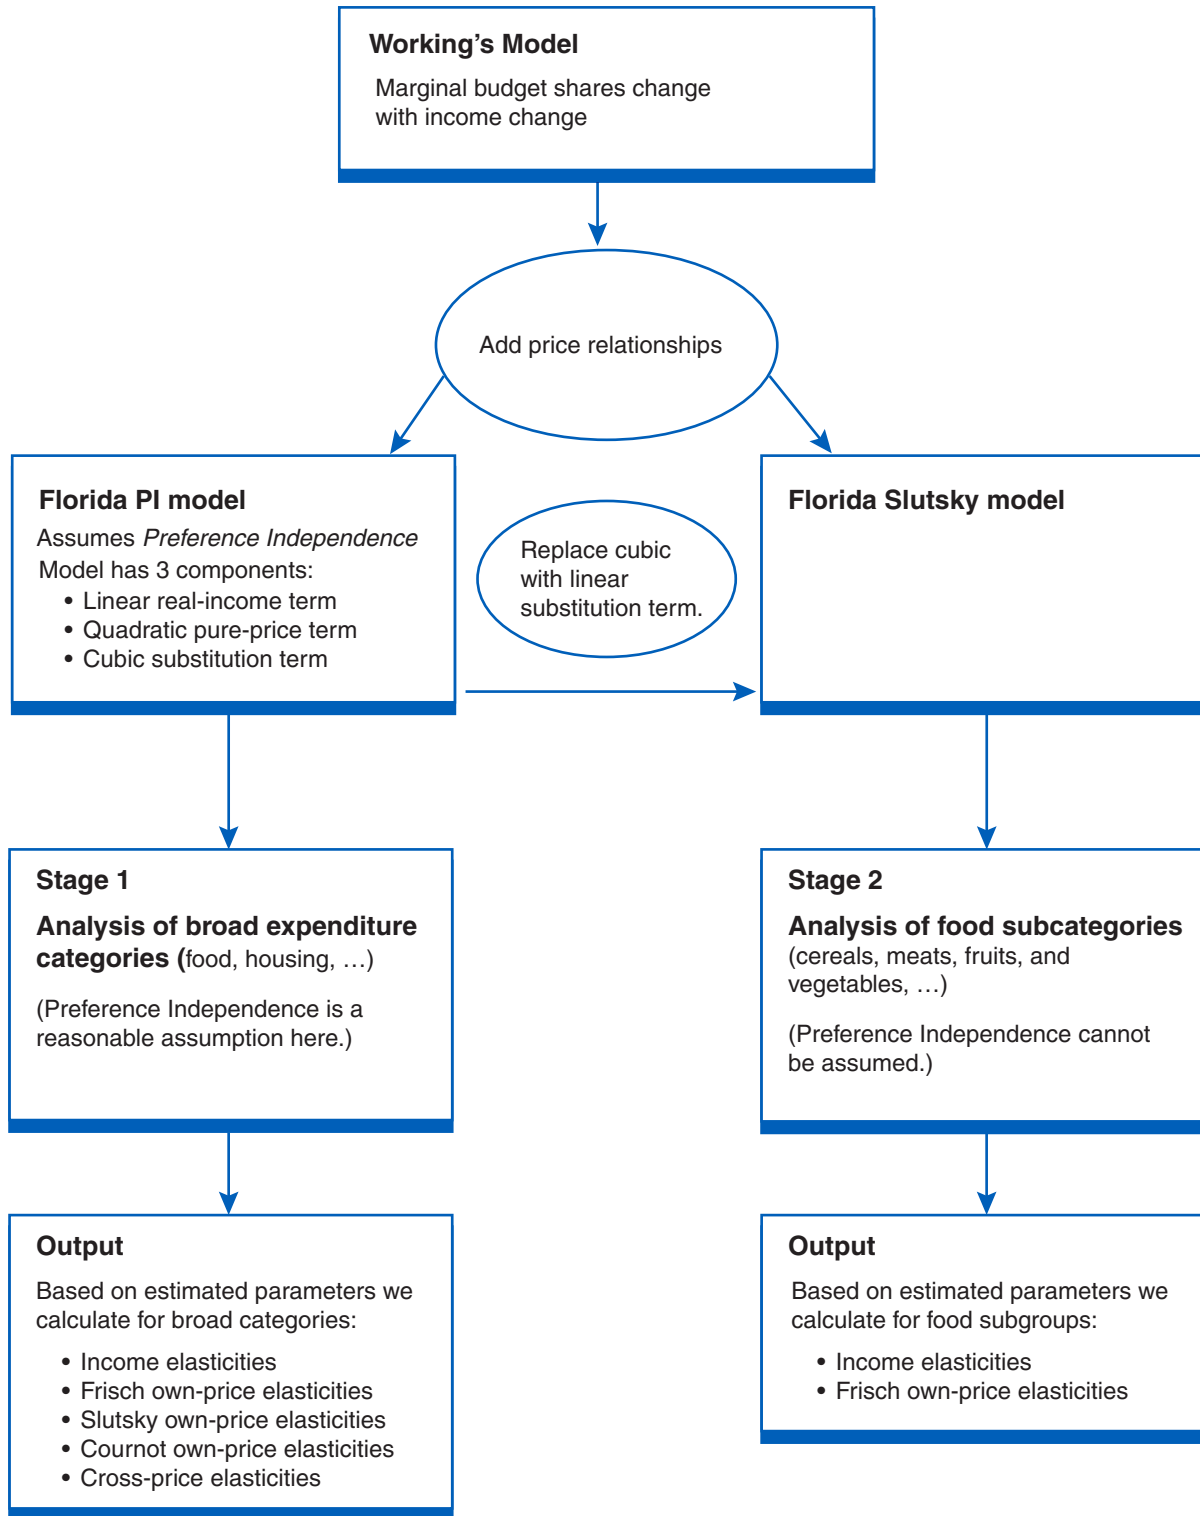 Working's Model
Marginal budget shares change
with income change
Add price relationships
Florida PI model
Assumes Preference Independence
Model has 3 components:
• Linear real-income term
• Quadratic pure-price term
• Cubic substitution term
Replace cubic
with linear
substitution term.
Florida Slutsky model
Stage 1
Analysis of broad expenditure
categories (food, housing, …)
(Preference Independence is a
reasonable assumption here.)
Stage 2
Analysis of food subcategories
(cereals, meats, fruits, and
vegetables, …)
(Preference Independence cannot
be assumed.)
Output
Based on estimated parameters we
calculate for broad categories:
• Income elasticities
• Frisch own-price elasticities
• Slutsky own-price elasticities
• Cournot own-price elasticities
• Cross-price elasticities
Output
Based on estimated parameters we
calculate for food subgroups:
• Income elasticities
• Frisch own-price elasticities